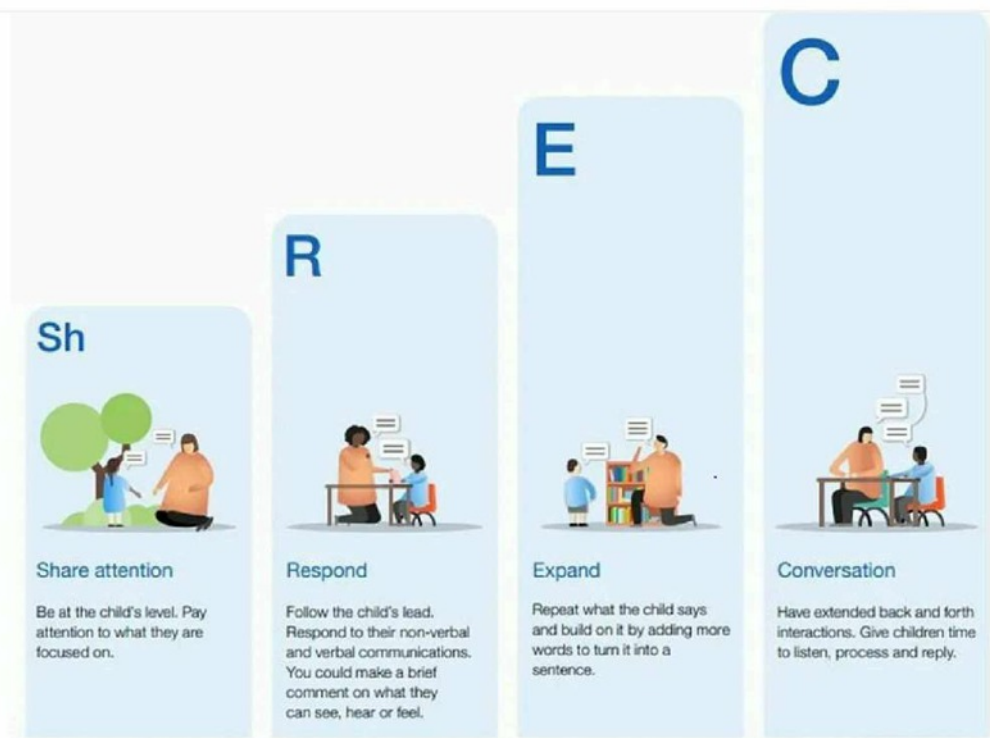 Sh
Share attention
Be at the child's level. Pay
attention to what they are
focused on.
R
Respond
Follow the child's lead.
Respond to their non-verbal
and verbal communications.
You could make a brief
comment on what they
can see, hear or feel.
E
Expand
Repeat what the child says
and build on it by adding more
words to turn it into a
sentence.
C
Conversation
Have extended back and forth
interactions. Give children time
to listen, process and reply.